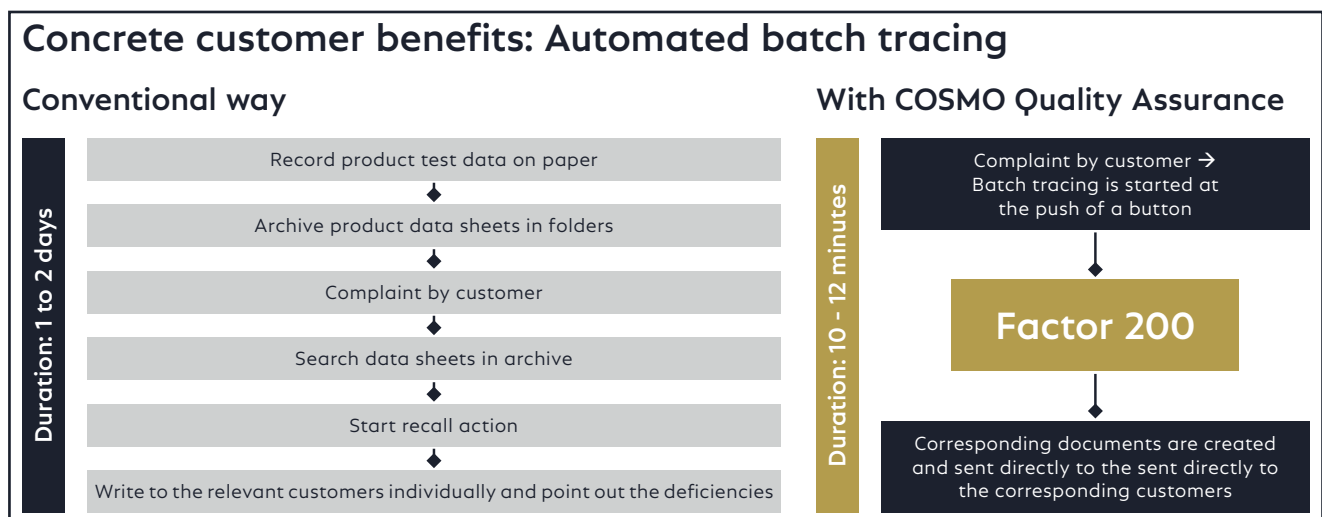 Concrete customer benefits: Automated batch tracing
Conventional way
Duration: 1 to 2 days
Record product test data on paper
Archive product data sheets in folders
Complaint by customer
Search data sheets in archive
Start recall action
Write to the relevant customers individually and point out the deficiencies
With COSMO Quality Assurance
Duration: 10 – 12 minutes
Complaint by customer →
Batch tracing is started at
the push of a button
Factor 200
Corresponding documents are created
and sent directly to the sent directly to
the corresponding customers